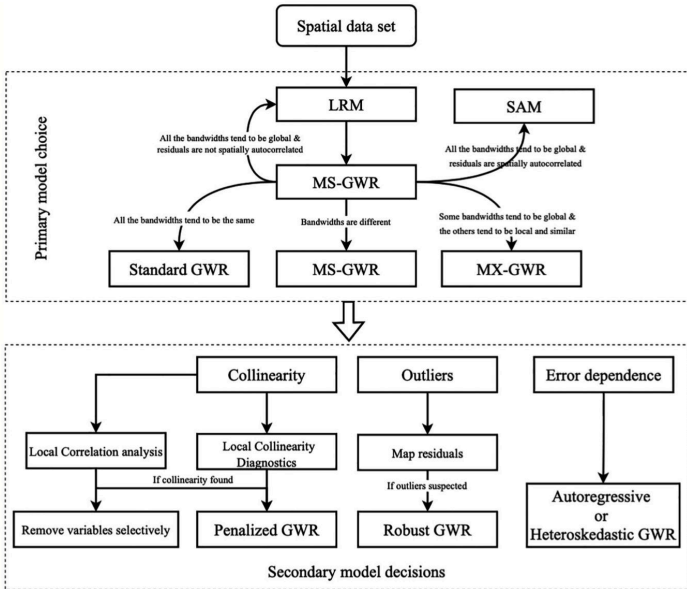 Spatial data set
Primary model choice
LRM
SAM
All the bandwidths tend to be global &
residuals are not spatially autocorrelated
All the bandwidths tend to be global &
residuals are spatially autocorrelated
MS-GWR
All the bandwidths tend to be the same
Bandwidths are different
Some bandwidths tend to be global &
the others tend to be local and similar
Standard GWR
MS-GWR
MX-GWR
Collinearity
Outliers
Error dependence
Local Correlation analysis
Local Collinearity
Diagnostics
Map residuals
If collinearity found
If outliers suspected
Remove variables selectively
Penalized GWR
Robust GWR
Autoregressive
or
Heteroskedastic GWR
Secondary model decisions